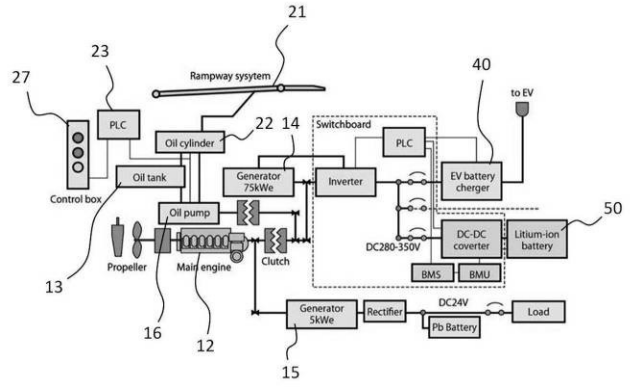 21
23
27
Rampway sysytem
40
to EV
PLC
22
14
Switchboard
Oil cylinder
PLC
Oil tank
Generator
75kWe
Inverter
EV battery
cherger
Control box
Oil pump
50
DC280-350V
DC-DC
coverter
Litium-ion
battery
Propeller
Main engine
Clutch
13
BMS
BMU
16
12
Generator
5kWe
Rectifier
DC24V
Load
Pb Battery
15